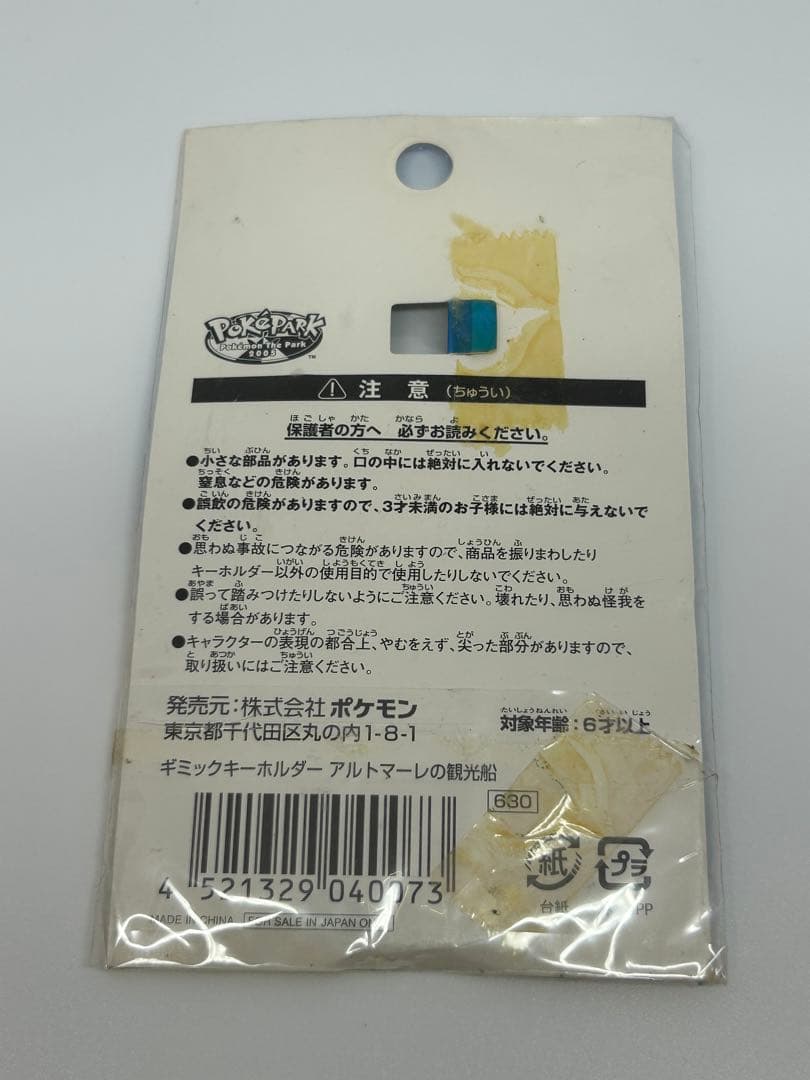 PokéPARK
Pokémon The Park
2005
TM
注意（ちゅうい）
保護者の方へ 必ずお読みください。
●小さな部品があります。口の中には絶対に入れないでください。
窒息などの危険があります。
●誤飲の危険がありますので、3才未満のお子様には絶対に与えないで
ください。
●思わぬ事故につながる危険がありますので、商品を振りまわしたり
キーホルダー以外の使用目的で使用したりしないでください。
●誤って踏みつけたりしないようにご注意ください。壊れたり、思わぬ怪我を
する場合があります。
●キャラクターの表現の都合上、やむをえず、尖った部分がありますので、
取り扱いにはご注意ください。
発売元：株式会社 ポケモン
東京都千代田区丸の内1-8-1
対象年齢：6才以上
ギミックキーホルダー アルトマーレの観光船
630
4 521329 040073
紙
プラ
台紙
PP
MADE IN CHINA
FOR SALE IN JAPAN ONLY